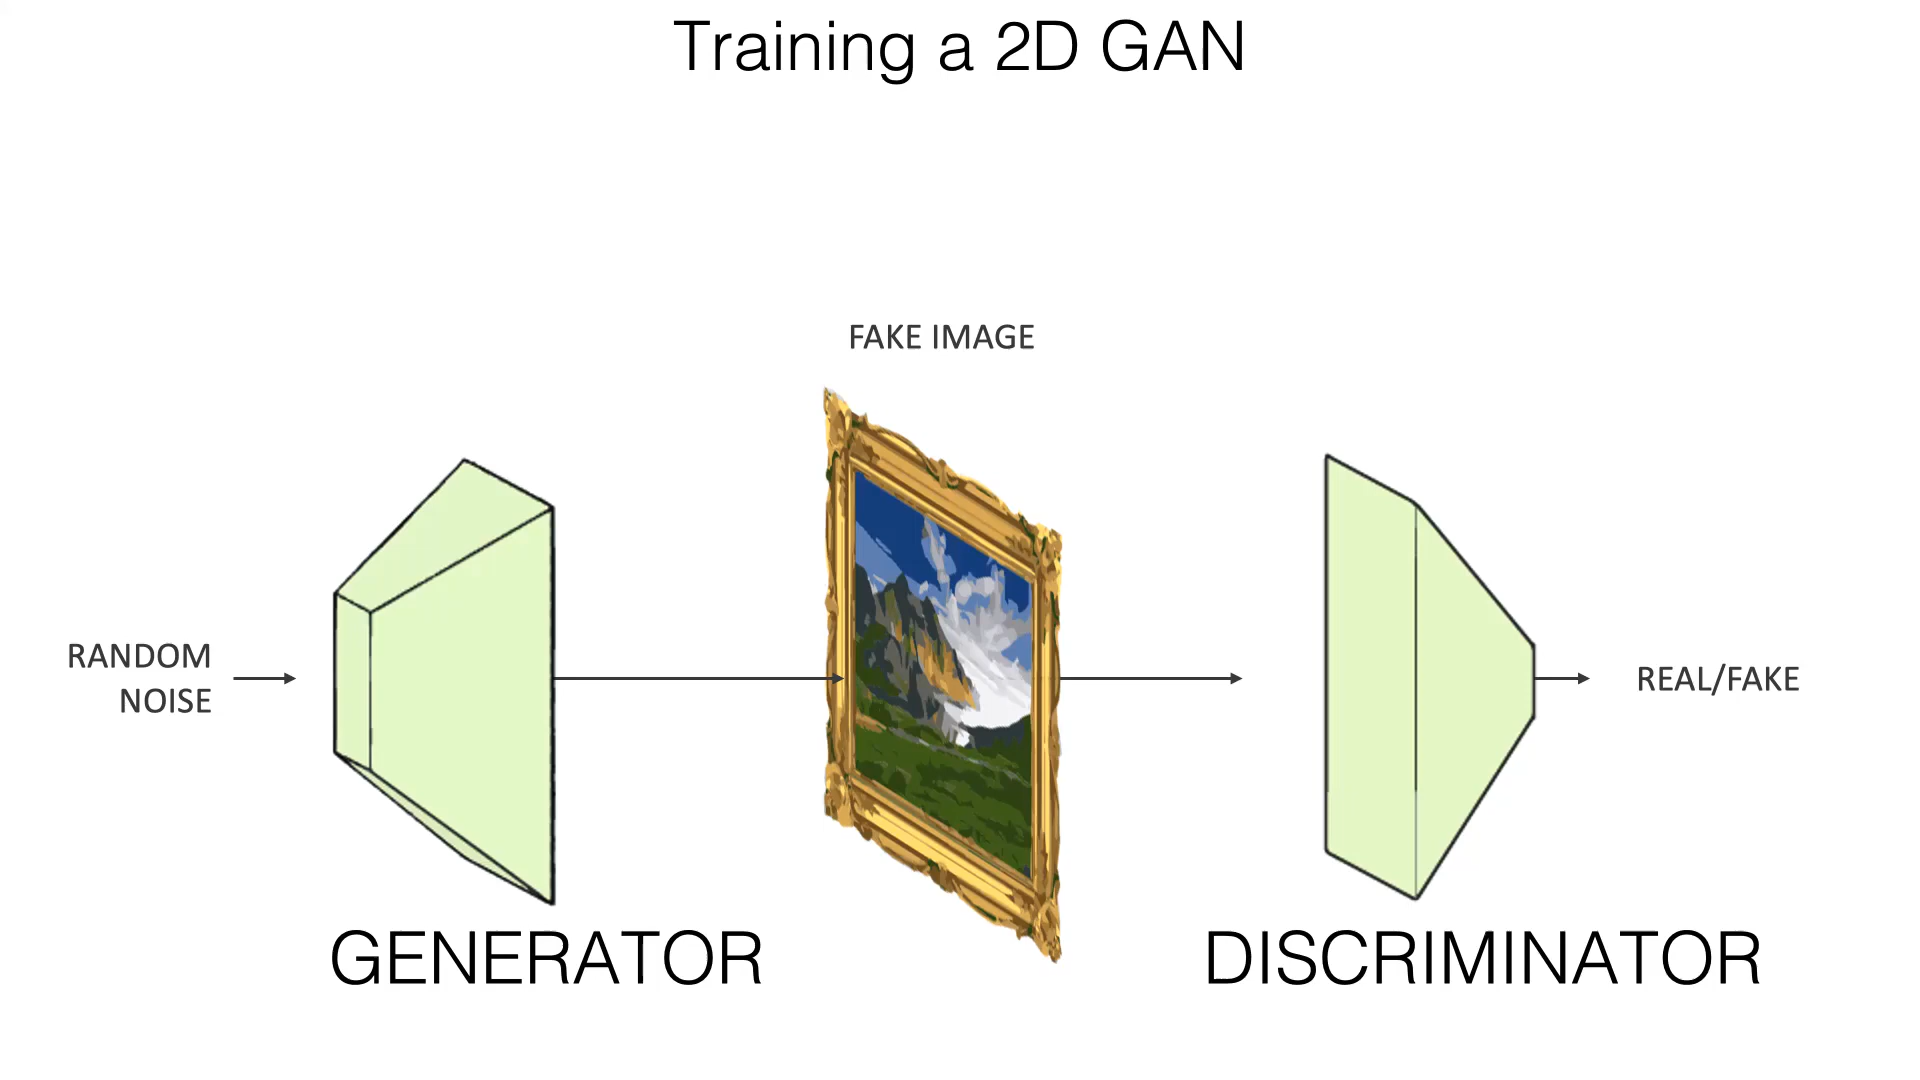 Training a 2D GAN
FAKE IMAGE
RANDOM
NOISE
REAL/FAKE
GENERATOR
DISCRIMINATOR